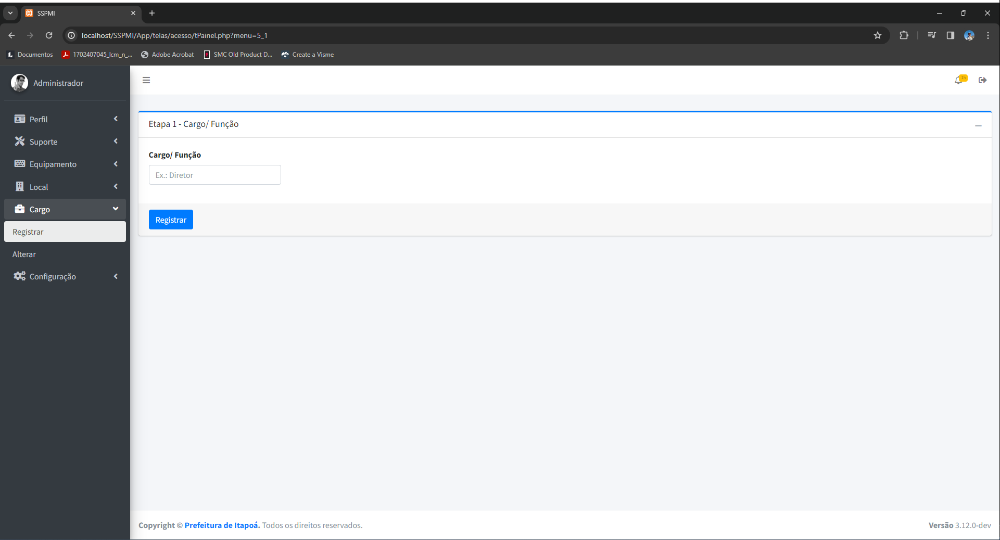 SSPMI
localhost/SSPMI/App/telas/acesso/tPainel.php?menu=5_1
Documentos
1702407045_lcm_n_...
Adobe Acrobat
SMC Old Product D...
Create a Visme
Administrador
15
Perfil
Suporte
Equipamento
Local
Cargo
Registrar
Alterar
Configuração
Etapa 1 - Cargo/ Função
Cargo/ Função
Ex.: Diretor
Registrar
Copyright © Prefeitura de Itapoá. Todos os direitos reservados.
Versão 3.12.0-dev